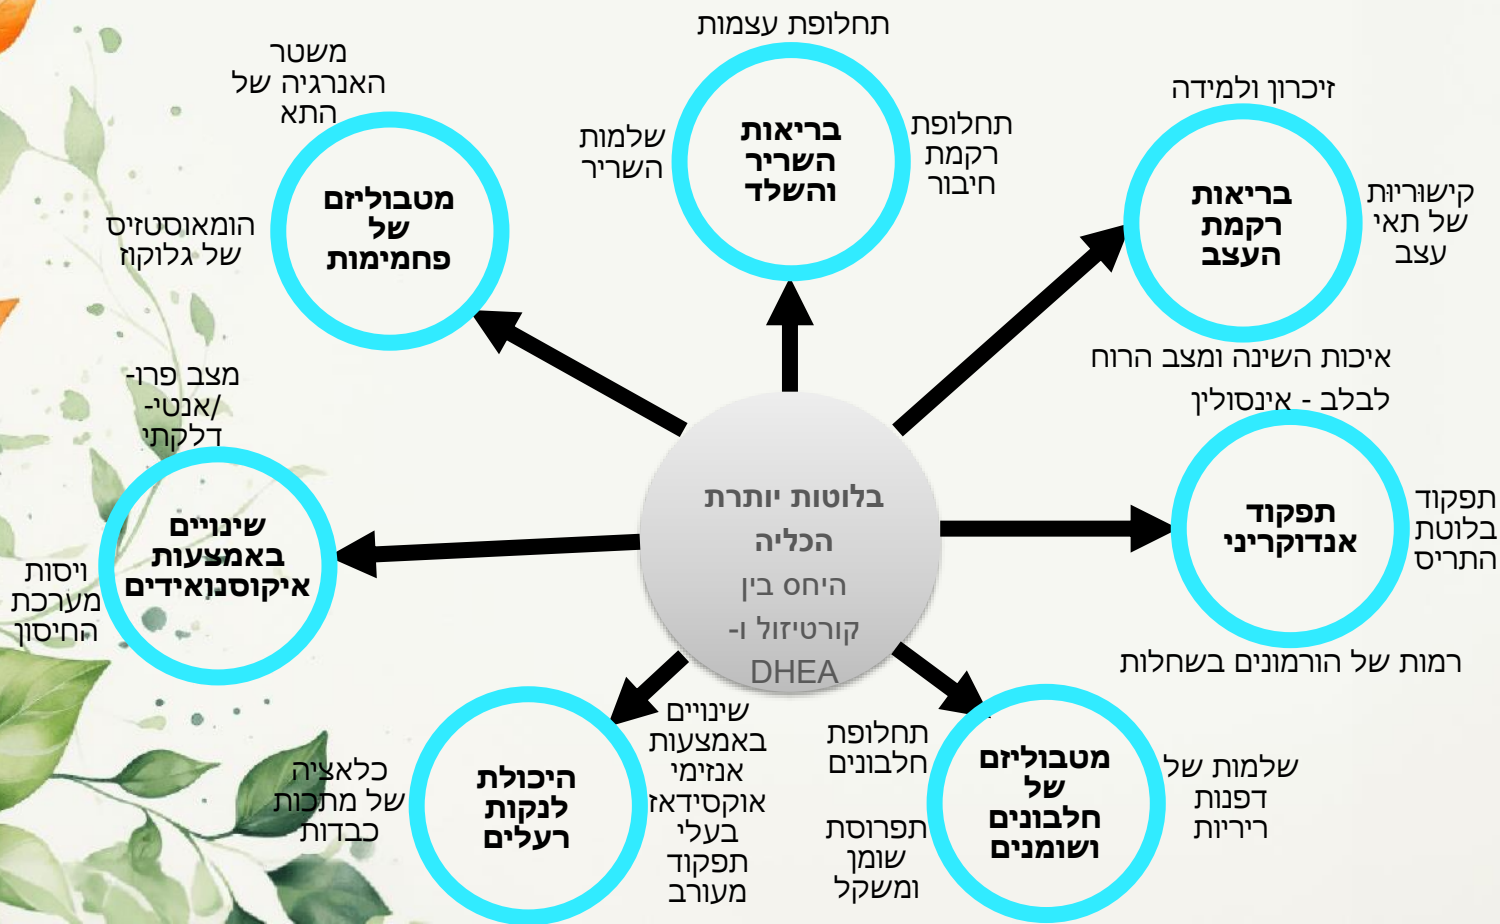 תחלופת עצמות
בריאות
השריר
והשלד
תחלופת
רקמת
חיבור
שלמות
השריר
זיכרון ולמידה
בריאות
רקמת
העצב
קישוריות
של תאי
עצב
איכות השינה ומצב הרוח
לבלב - אינסולין
תפקוד
אנדוקריני
תפקוד
בלוטת
התריס
רמות של הורמונים בשחלות
מטבוליזם
של
חלבונים
ושומנים
שלמות של
דפנות
ריריות
תחלופת
חלבונים
תפרוסת
שומן
ומשקל
היכולת
לנקות
רעלים
שינויים
באמצעות
אנזימי
אוקסידאז
בעלי
תפקוד
מעורב
כלאציה
של מתכות
כבדות
שינויים
באמצעות
איקוסנואידים
מצב פרו-
/אנטי-
דלקתי
ויסות
מערכת
החיסון
מטבוליזם
של
פחמימות
משטר
האנרגיה של
התא
הומאוסטזיס
של גלוקוז
בלוטות יותרת
הכליה
היחס בין
קורטיזול ו-
DHEA